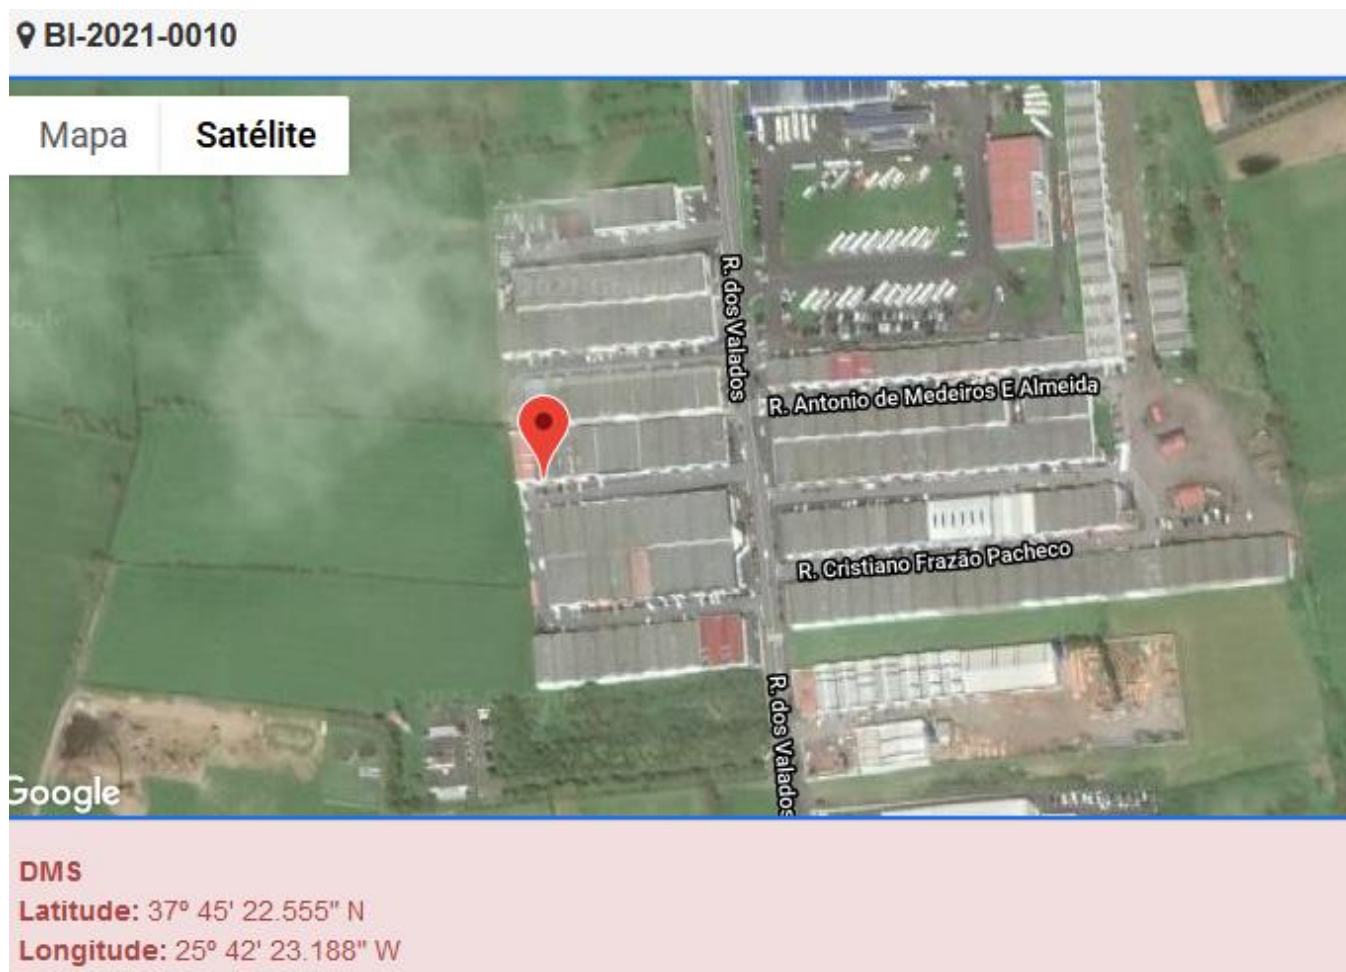 BI-2021-0010
Mapa Satélite
R. dos Valados
R. Antonio de Medeiros E Almeida
R. Cristiano Frazão Pacheco
R. dos Valados
Google
DMS
Latitude: 37º 45' 22.555" N
Longitude: 25º 42' 23.188" W